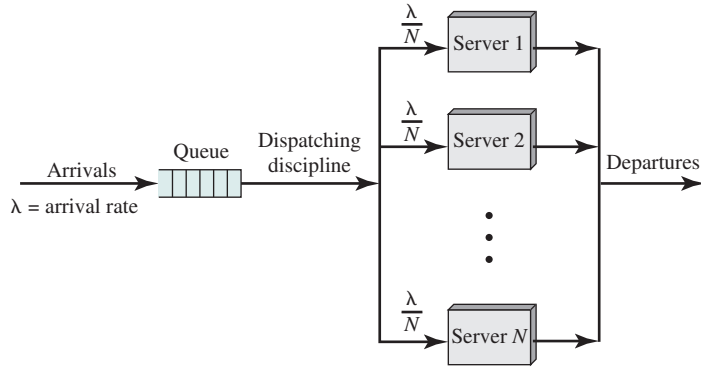 λ
N
Server 1
λ
N
Server 2
Queue
Dispatching
discipline
Arrivals
λ = arrival rate
Departures
λ
N
Server N